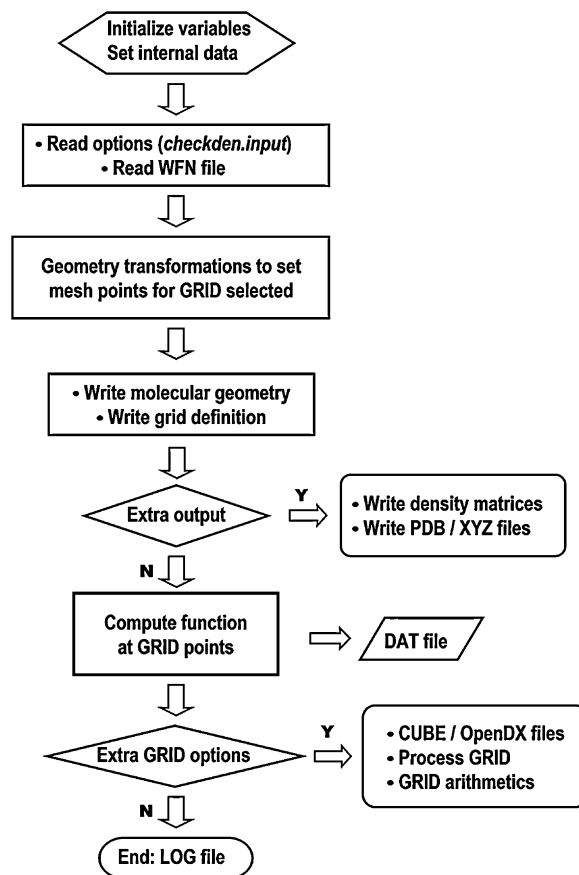 Initialize variables
Set internal data
• Read options (checkden.input)
• Read WFN file
Geometry transformations to set
mesh points for GRID selected
• Write molecular geometry
• Write grid definition
Extra output
Y
• Write density matrices
• Write PDB / XYZ files
N
Compute function
at GRID points
DAT file
Extra GRID options
Y
• CUBE / OpenDX files
• Process GRID
• GRID arithmetics
N
End: LOG file